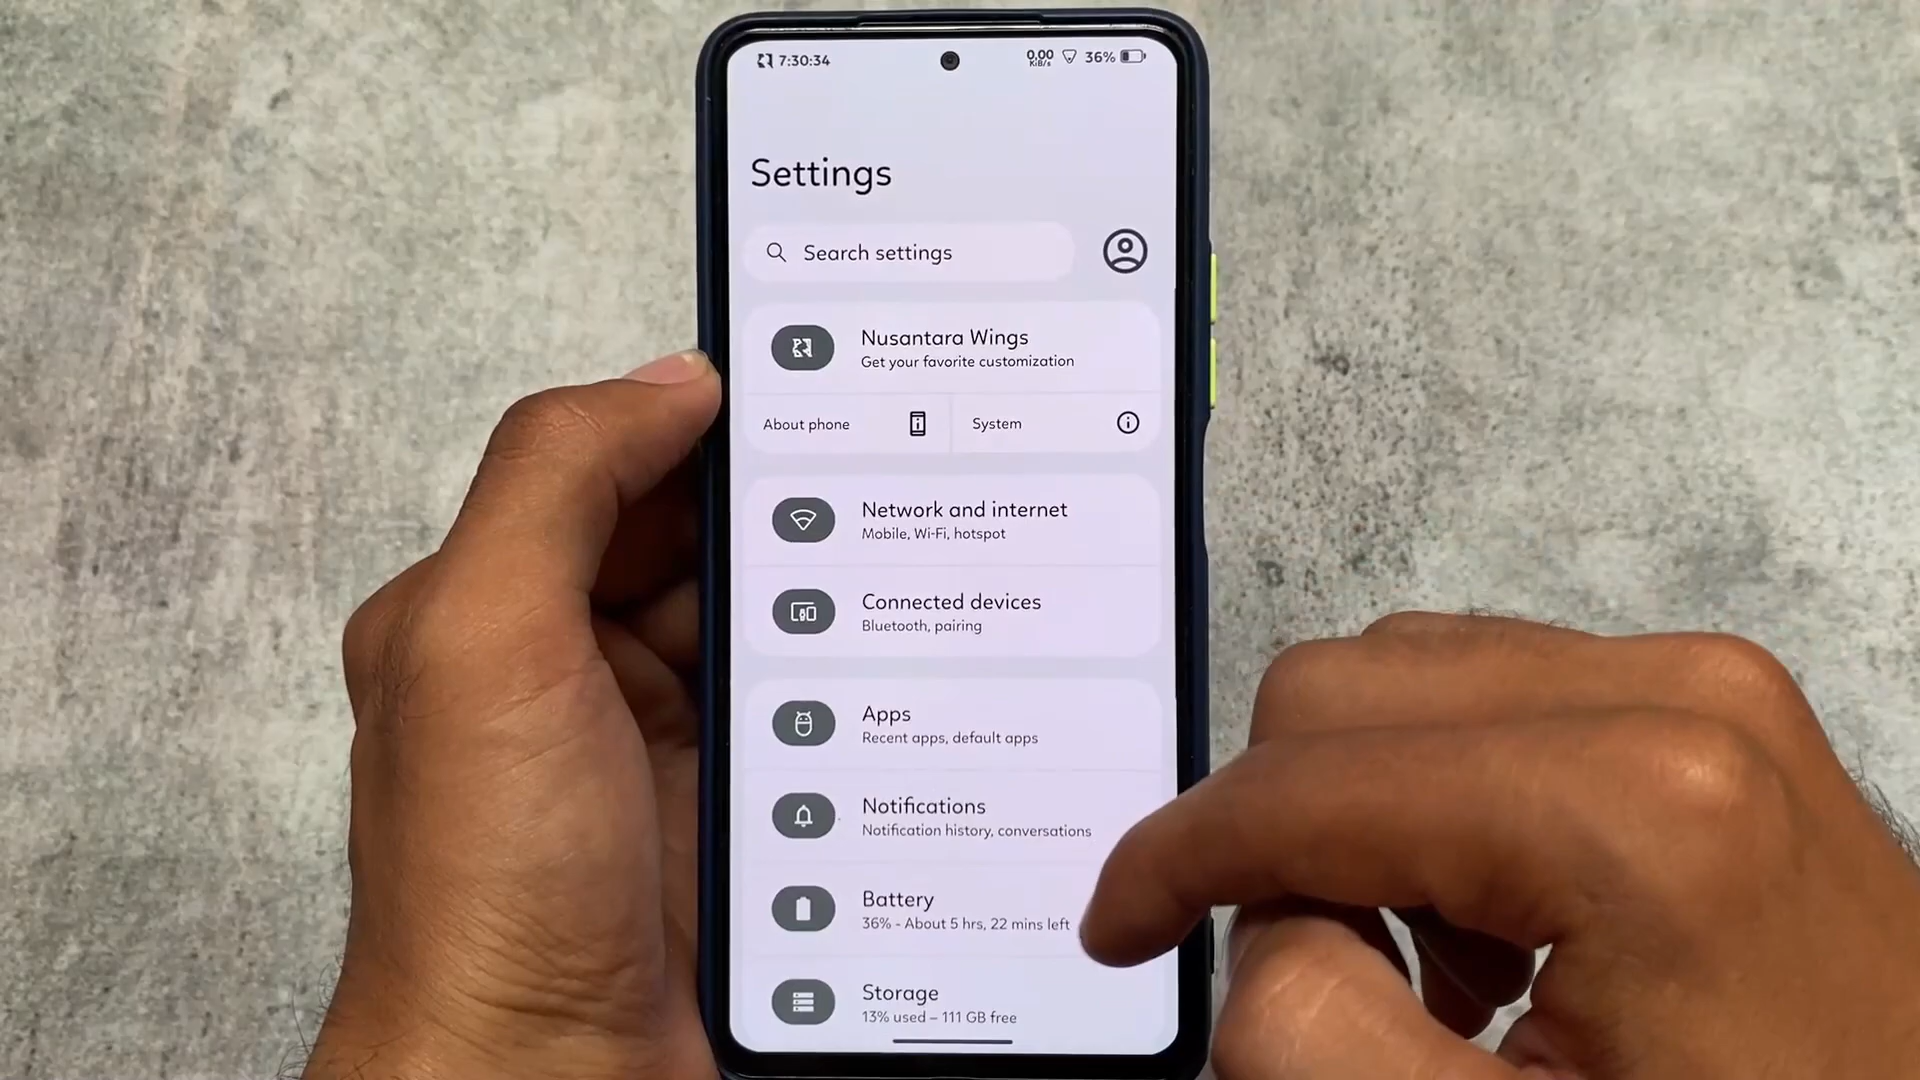 7:30:34
0,00
KiB/s
36%
Settings
Search settings
Nusantara Wings
Get your favorite customization
About phone
System
Network and internet
Mobile, Wi-Fi, hotspot
Connected devices
Bluetooth, pairing
Apps
Recent apps, default apps
Notifications
Notification history, conversations
Battery
36% - About 5 hrs, 22 mins left
Storage
13% used – 111 GB free